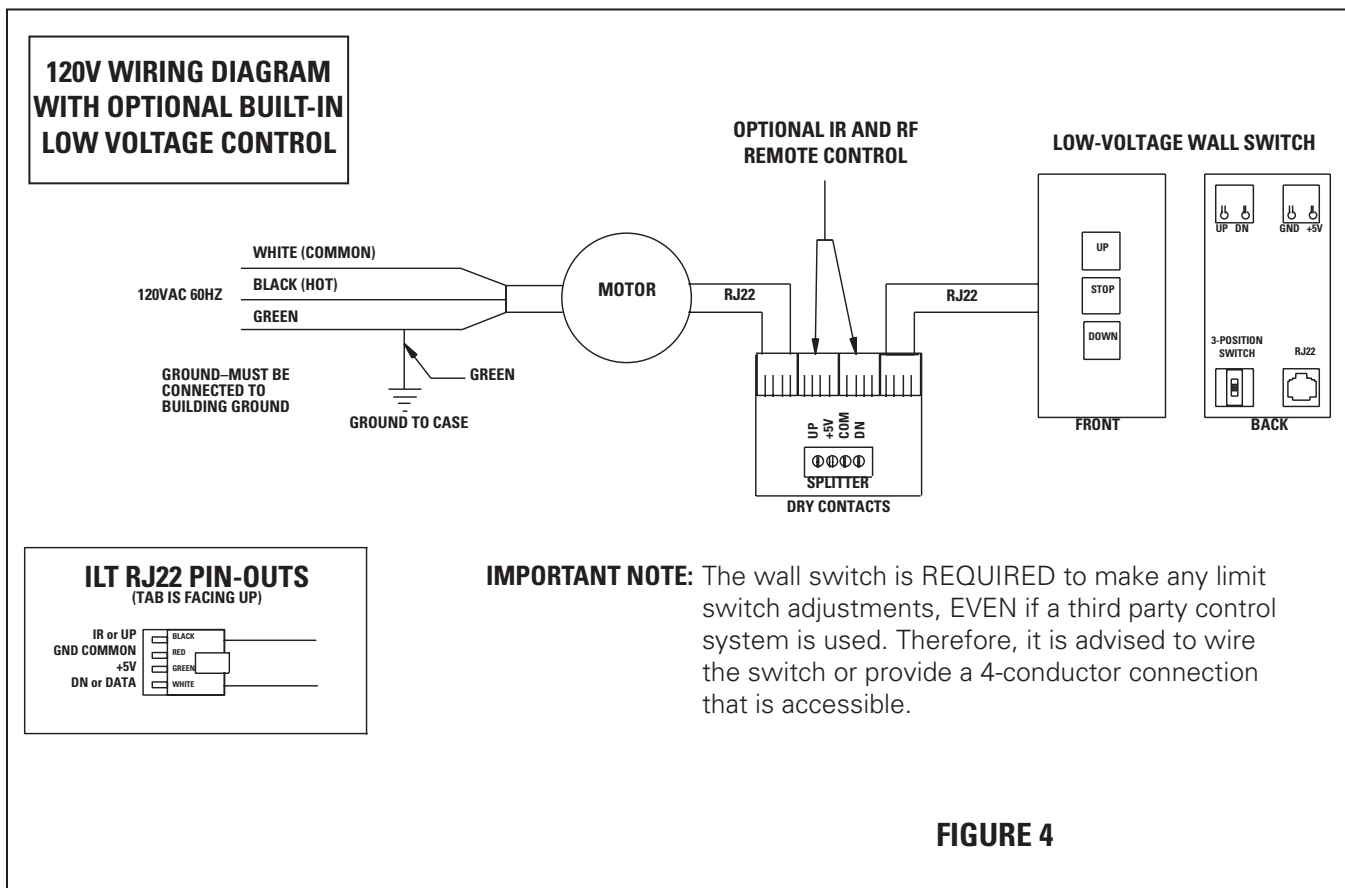 120V WIRING DIAGRAM
WITH OPTIONAL BUILT-IN
LOW VOLTAGE CONTROL
OPTIONAL IR AND RF
REMOTE CONTROL
LOW-VOLTAGE WALL SWITCH
120VAC 60HZ
WHITE (COMMON)
BLACK (HOT)
GREEN
GROUND–MUST BE
CONNECTED TO
BUILDING GROUND
GREEN
GROUND TO CASE
MOTOR
RJ22
RJ22
UP
+5V
COM
DN
SPLITTER
DRY CONTACTS
UP
STOP
DOWN
FRONT
UP DN
GND +5V
3-POSITION
SWITCH
RJ22
BACK
ILT RJ22 PIN-OUTS
(TAB IS FACING UP)
IR or UP BLACK
GND COMMON RED
+5V GREEN
DN or DATA WHITE
IMPORTANT NOTE: The wall switch is REQUIRED to make any limit
switch adjustments, EVEN if a third party control
system is used. Therefore, it is advised to wire
the switch or provide a 4-conductor connection
that is accessible.
FIGURE 4